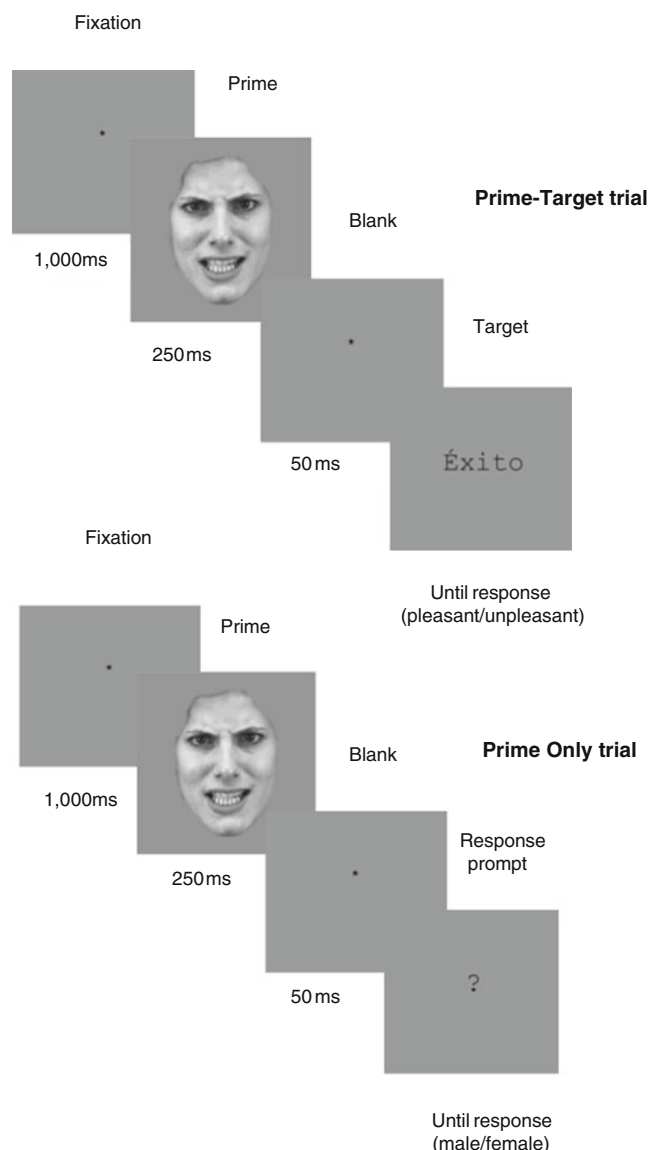 Fixation
Prime
Prime-Target trial
Blank
1,000ms
Target
250ms
Éxito
50ms
Fixation
Until response
(pleasant/unpleasant)
Prime
Blank
Prime Only trial
1,000ms
Response
prompt
250ms
?
50ms
Until response
(male/female)